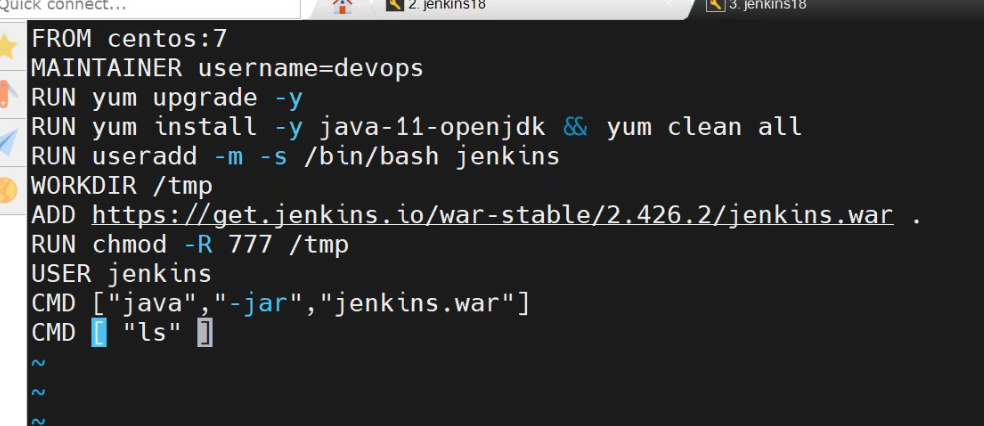 Quick connect...
2. jenkins18
3. jenkins18
FROM centos:7
MAINTAINER username=devops
RUN yum upgrade -y
RUN yum install -y java-11-openjdk && yum clean all
RUN useradd -m -s /bin/bash jenkins
WORKDIR /tmp
ADD https://get.jenkins.io/war-stable/2.426.2/jenkins.war .
RUN chmod -R 777 /tmp
USER jenkins
CMD ["java","-jar","jenkins.war"]
CMD [ "ls" ]
~
~
~